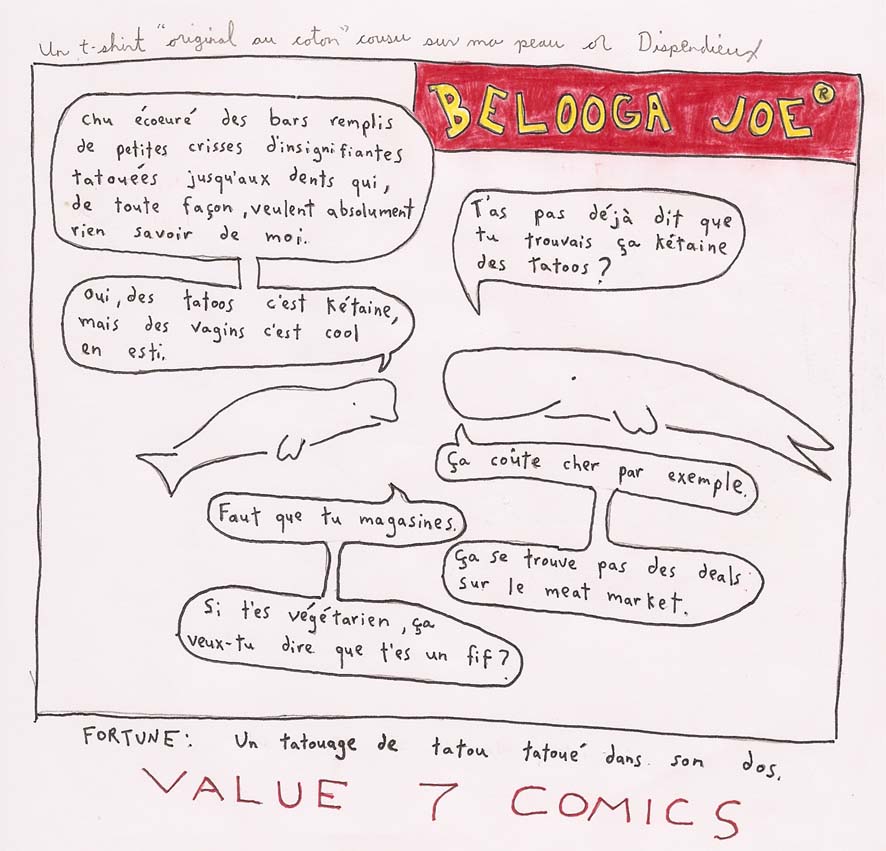 Un t-shirt "original au coton" cousu sur ma peau or Dispendieux
BELOOGA JOE®
Chu écoeuré des bars remplis
de petites crisses d'insignifiantes
tatouées jusqu'aux dents qui,
de toute façon, veulent absolument
rien savoir de moi.
T'as pas déjà dit que
tu trouvais ça kétaine
des tatoos?
Oui, des tatoos c'est kétaine,
mais des vagins c'est cool
en esti.
Ça coûte cher par exemple.
Faut que tu magasines.
Ça se trouve pas des deals
sur le meat market.
Si t'es végétarien, ça
veux-tu dire que t'es un fif?
FORTUNE: Un tatouage de tatou tatoué dans son dos.
VALUE 7 COMICS